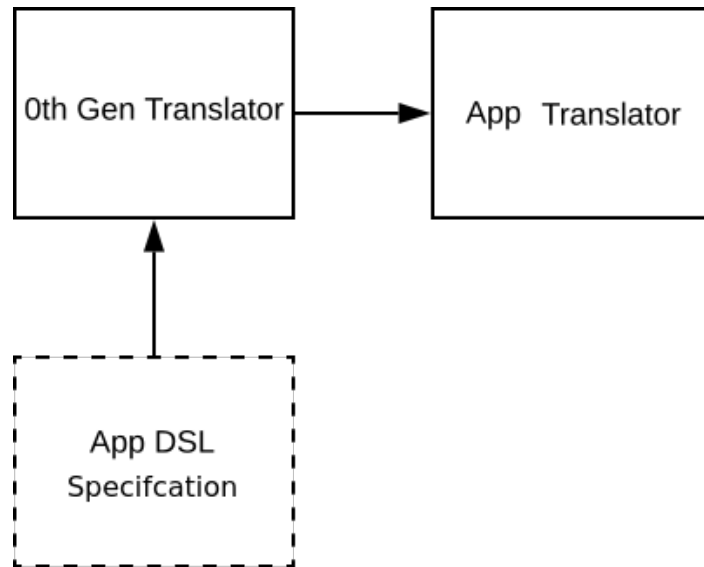 0th Gen Translator
App Translator
App DSL
Specifcation